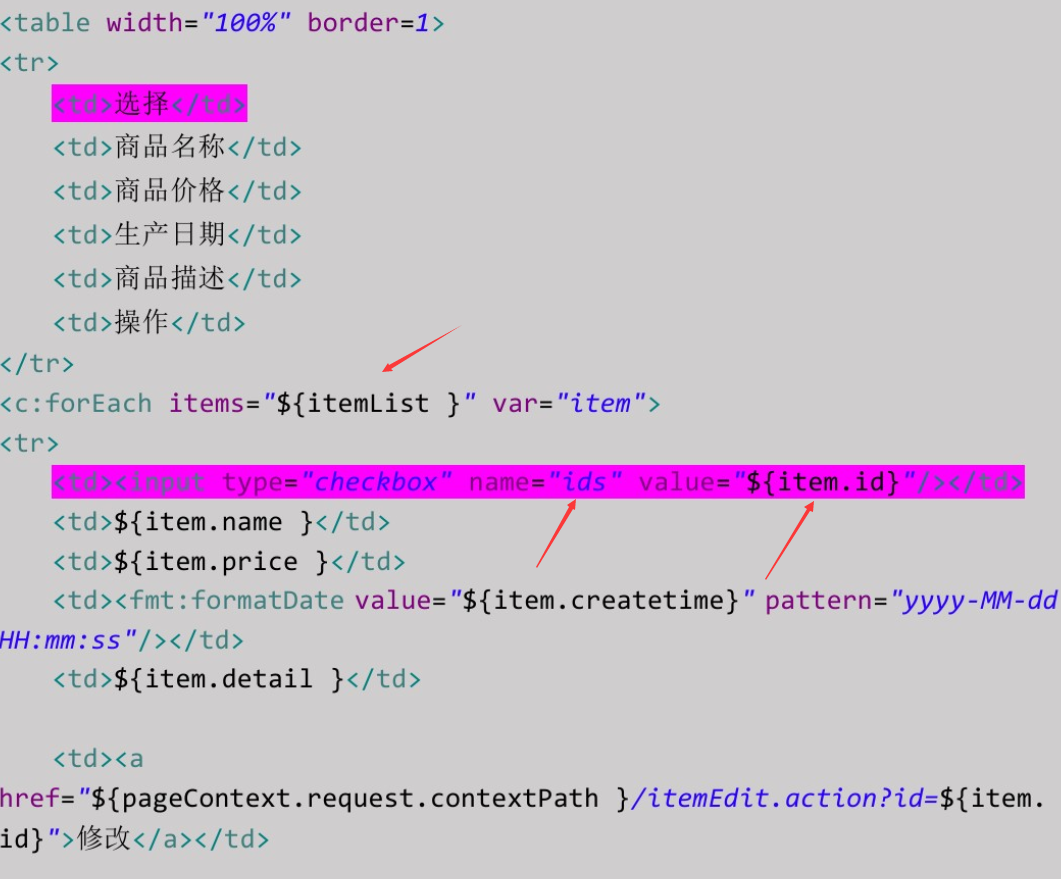 <table width="100%" border=1>
<tr>
<td>选择</td>
<td>商品名称</td>
<td>商品价格</td>
<td>生产日期</td>
<td>商品描述</td>
<td>操作</td>
</tr>
<c:forEach items="${itemList }" var="item">
<tr>
<td><input type="checkbox" name="ids" value="${item.id}"/></td>
<td>${item.name }</td>
<td>${item.price }</td>
<td><fmt:formatDate value="${item.createtime}" pattern="yyyy-MM-dd
HH:mm:ss"/></td>
<td>${item.detail }</td>
<td><a
href="${pageContext.request.contextPath }/itemEdit.action?id=${item.
id}">修改</a></td>